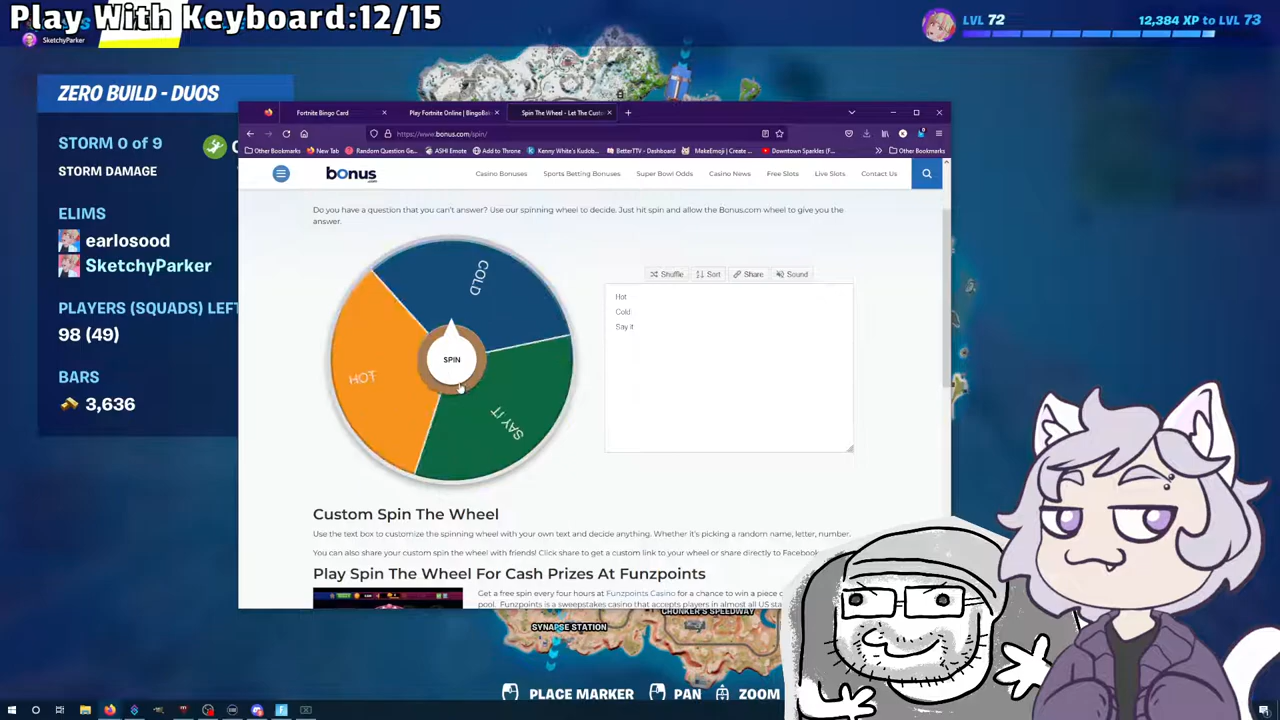 Play With Keyboard:12/15
SketchyParker
LVL 72
12,384 XP to LVL 73
ZERO BUILD - DUOS
STORM 0 of 9
STORM DAMAGE
ELIMS
earlosood
SketchyParker
PLAYERS (SQUADS) LEFT
98 (49)
BARS
3,636
Fortnite Bingo Card
Play Fortnite Online | BingoBa
Spin The Wheel - Let The Custo
https://www.bonus.com/spin/
Other Bookmarks
New Tab
Random Question Ge...
ASHI Emote
Add to Throne
Kenny White's Kudob...
BetterTTV - Dashboard
MakeEmoji | Create ...
Downtown Sparkles (F...
Other Bookmarks
bonus
.com
Casino Bonuses
Sports Betting Bonuses
Super Bowl Odds
Casino News
Free Slots
Live Slots
Contact Us
Do you have a question that you can't answer? Use our spinning wheel to decide. Just hit spin and allow the Bonus.com wheel to give you the
answer.
COLD
HOT
SAY IT
SPIN
Shuffle
Sort
Share
Sound
Hot
Cold
Say it
Custom Spin The Wheel
Use the text box to customize the spinning wheel with your own text and decide anything. Whether it's picking a random name, letter, number.
You can also share your custom spin the wheel with friends! Click share to get a custom link to your wheel or share directly to Facebook
Play Spin The Wheel For Cash Prizes At Funzpoints
Get a free spin every four hours at Funzpoints Casino for a chance to win a piece
pool. Funzpoints is a sweepstakes casino that accepts players in almost all US sta
SYNAPSE STATION
CHONKER'S SPEEDWAY
PLACE MARKER
PAN
ZOOM